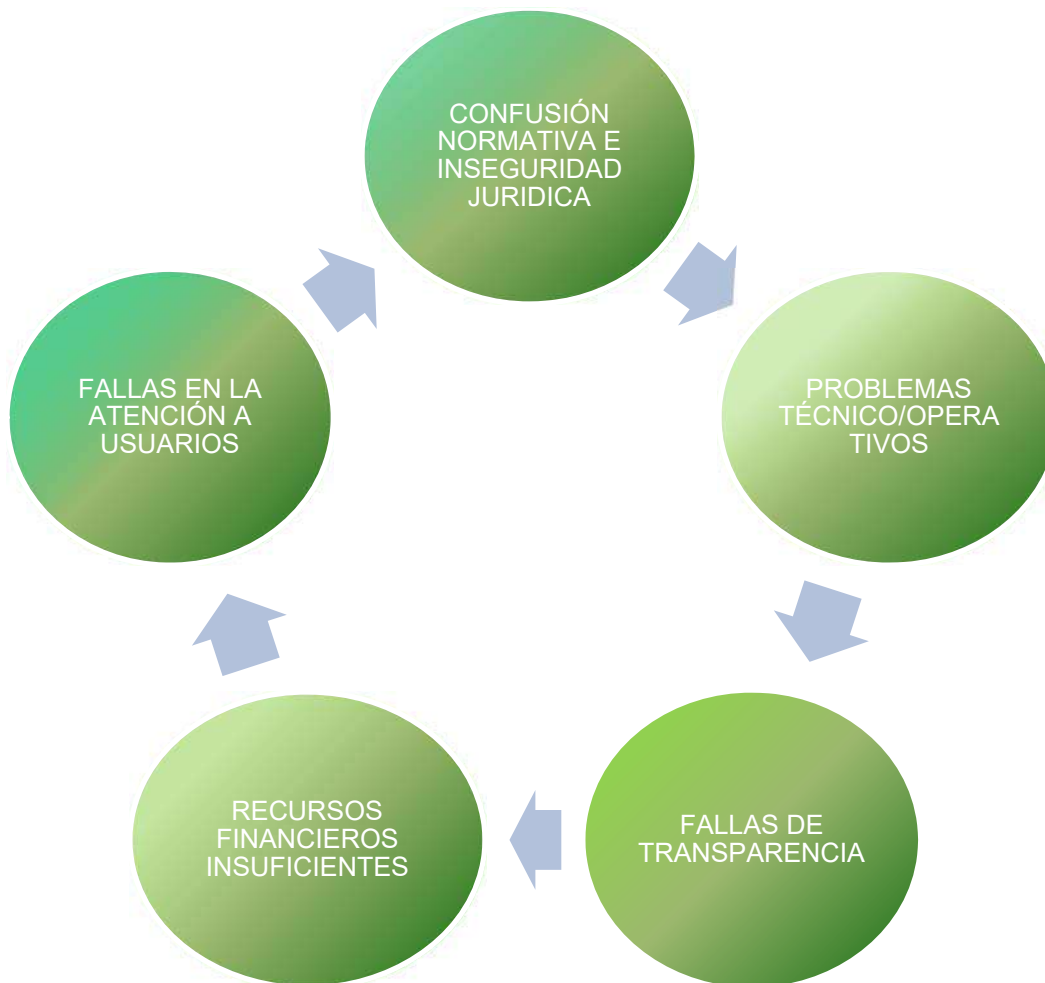 CONFUSIÓN
NORMATIVA E
INSEGURIDAD
JURIDICA
PROBLEMAS
TÉCNICO/OPERA
TIVOS
FALLAS DE
TRANSPARENCIA
RECURSOS
FINANCIEROS
INSUFICIENTES
FALLAS EN LA
ATENCIÓN A
USUARIOS